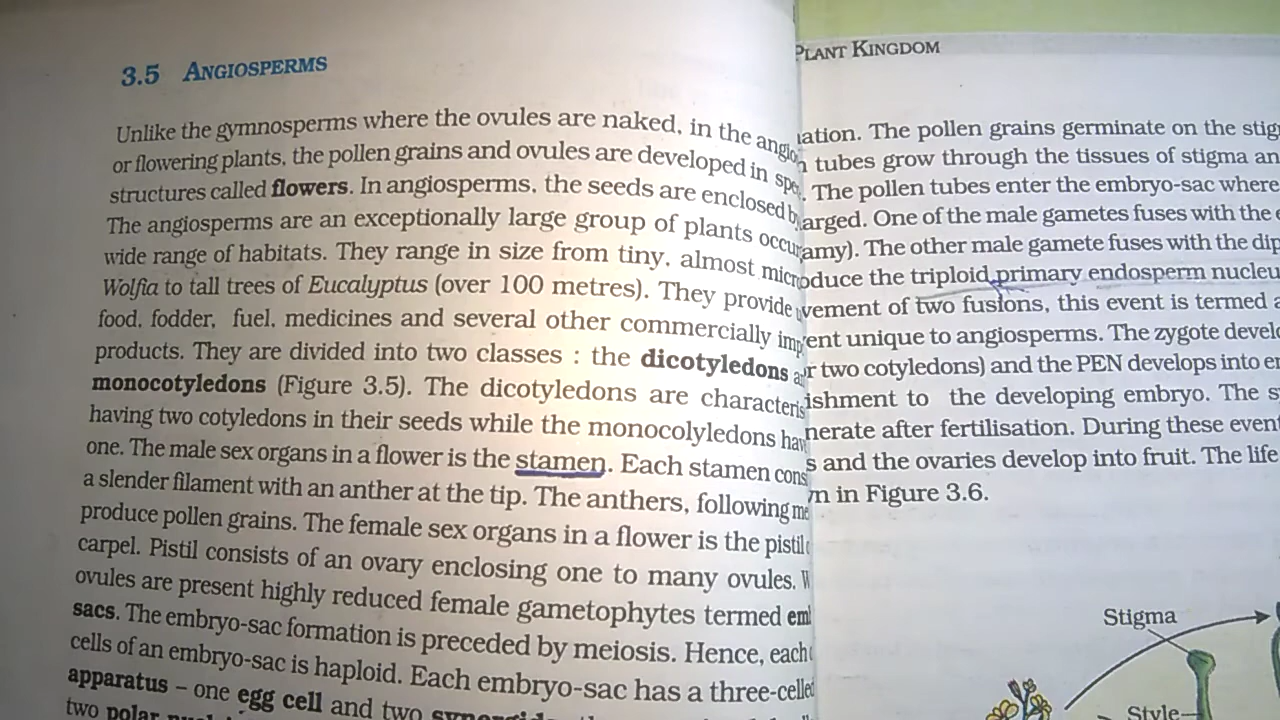 3.5 ANGIOSPERMS
Unlike the gymnosperms where the ovules are naked, in the
or flowering plants, the pollen grains and ovules are developed in
structures called flowers. In angiosperms, the seeds are enclosed
The angiosperms are an exceptionally large group of plants
wide range of habitats. They range in size from tiny, almost
Wolfia to tall trees of Eucalyptus (over 100 metres). They provide
food, fodder, fuel, medicines and several other commercially
products. They are divided into two classes : the dicotyledons
monocotyledons (Figure 3.5). The dicotyledons are
having two cotyledons in their seeds while the monocolyledons
one. The male sex organs in a flower is the stamen. Each stamen
a slender filament with an anther at the tip. The anthers, following
produce pollen grains. The female sex organs in a flower is the pistil
carpel. Pistil consists of an ovary enclosing one to many ovules.
ovules are present highly reduced female gametophytes termed
sacs. The embryo-sac formation is preceded by meiosis. Hence, each
cells of an embryo-sac is haploid. Each embryo-sac has a three-celled
apparatus – one egg cell and two
two polar
PLANT KINGDOM
The pollen grains germinate on the
tubes grow through the tissues of stigma
The pollen tubes enter the embryo-sac where
One of the male gametes fuses with the
The other male gamete fuses with the
the triploid primary endosperm
of two fusions, this event is termed
unique to angiosperms. The zygote
two cotyledons) and the PEN develops into
to the developing embryo. The
after fertilisation. During these
and the ovaries develop into fruit. The life
in Figure 3.6.
Stigma
Style